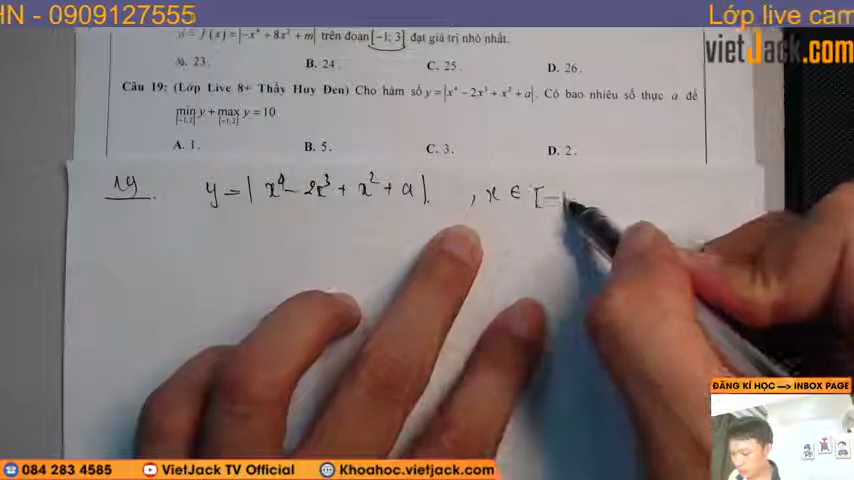 HN - 0909127555
Lớp live cam
vietJack.com
y = f(x) = |-x⁴ + 8x² + m| trên đoạn [-1; 3] đạt giá trị nhỏ nhất.
23. B. 24. C. 25. D. 26.
Câu 19: (Lớp Live 8+ Thầy Huy Đen) Cho hàm số y = |x⁴ - 2x³ + x² + a|. Có bao nhiêu số thực a để
min y + max y = 10
[-1;2] [-1;2]
A. 1. B. 5. C. 3. D. 2.
19 y = | x⁴ - 2x³ + x² + a | , x ∈ [-
ĐĂNG KÍ HỌC --> INBOX PAGE
084 283 4585 VietJack TV Official Khoahoc.vietjack.com